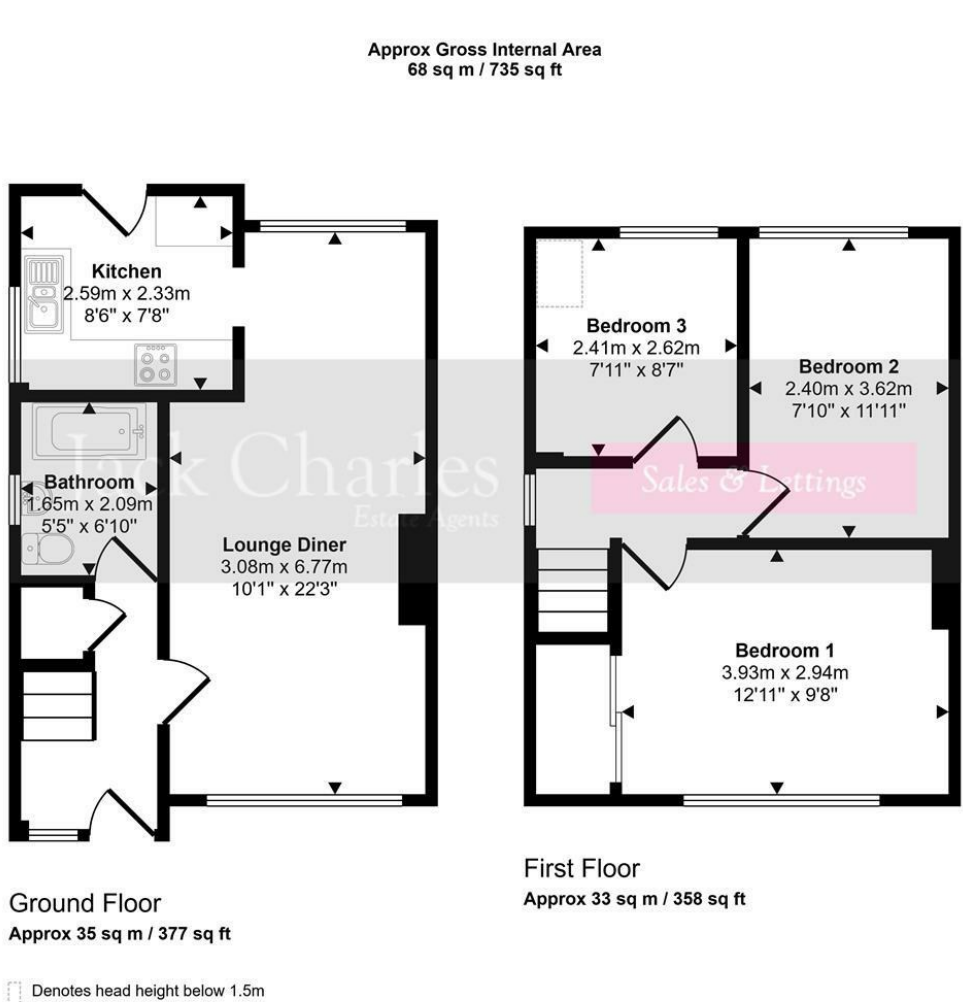 Approx Gross Internal Area
68 sq m / 735 sq ft
Kitchen
2.59m x 2.33m
8'6" x 7'8"
Bathroom
1.65m x 2.09m
5'5" x 6'10"
Lounge Diner
3.08m x 6.77m
10'1" x 22'3"
Bedroom 3
2.41m x 2.62m
7'11" x 8'7"
Bedroom 2
2.40m x 3.62m
7'10" x 11'11"
Bedroom 1
3.93m x 2.94m
12'11" x 9'8"
Jack Charles
Estate Agents
Sales & Lettings
Ground Floor
Approx 35 sq m / 377 sq ft
First Floor
Approx 33 sq m / 358 sq ft
Denotes head height below 1.5m